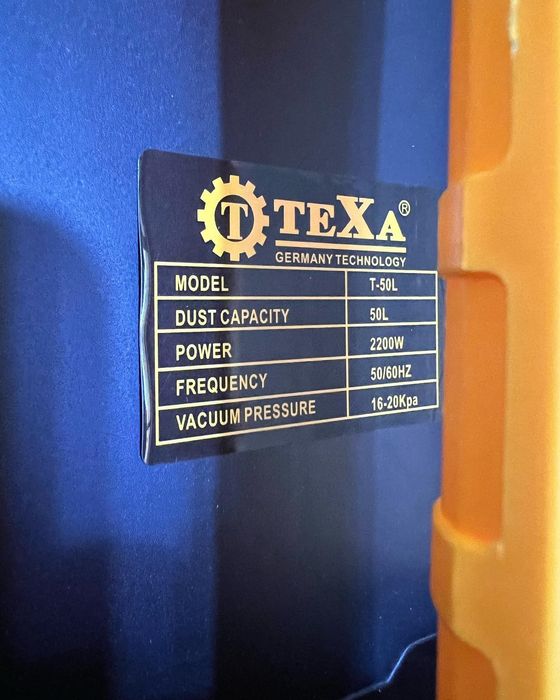 T TEXA ®
GERMANY TECHNOLOGY
MODEL T-50L
DUST CAPACITY 50L
POWER 2200W
FREQUENCY 50/60HZ
VACUUM PRESSURE 16-20Kpa